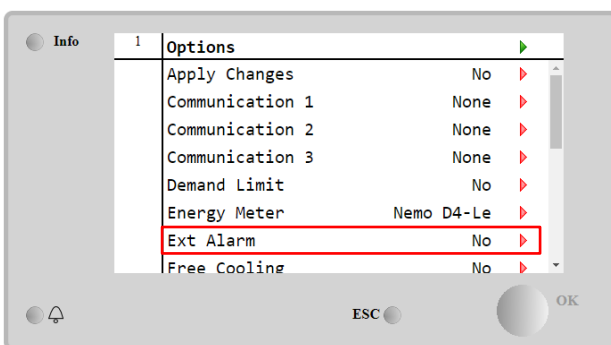 Info
1 Options
Apply Changes No
Communication 1 None
Communication 2 None
Communication 3 None
Demand Limit No
Energy Meter Nemo D4-Le
Ext Alarm No
Free Cooling No
ESC
OK